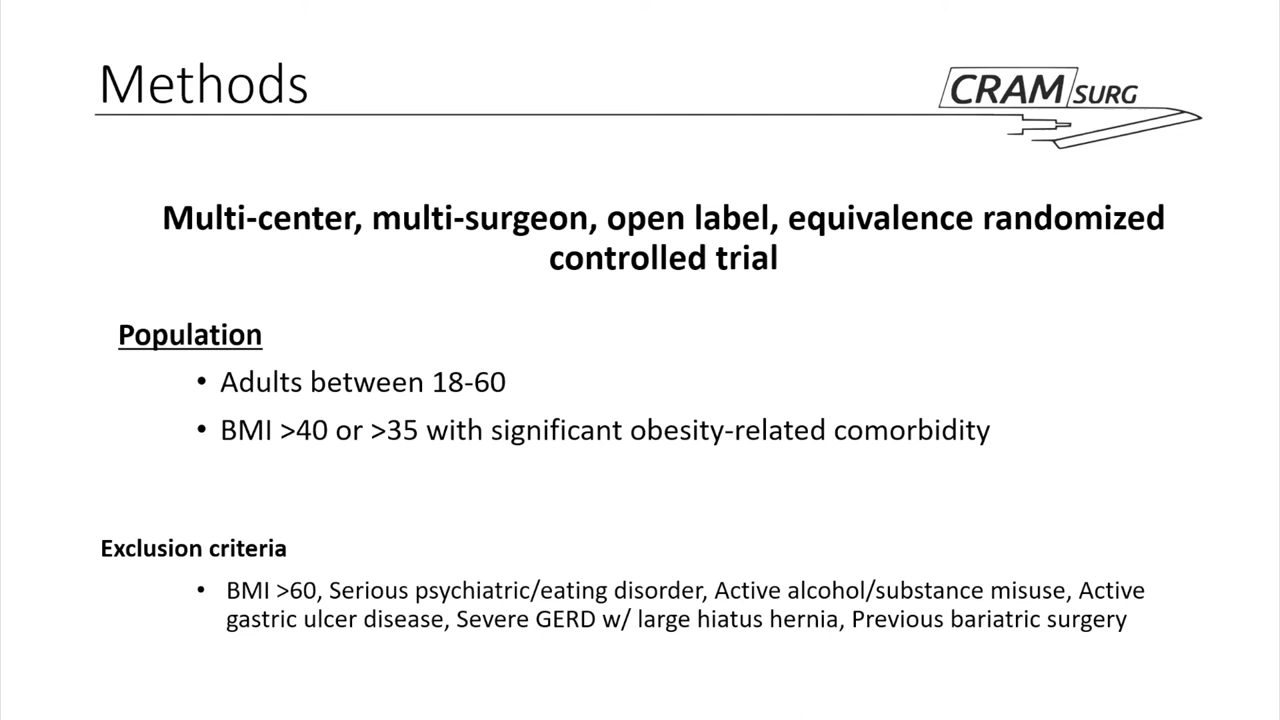 Methods
CRAM SURG
Multi-center, multi-surgeon, open label, equivalence randomized
controlled trial
Population
• Adults between 18-60
• BMI >40 or >35 with significant obesity-related comorbidity
Exclusion criteria
• BMI >60, Serious psychiatric/eating disorder, Active alcohol/substance misuse, Active
gastric ulcer disease, Severe GERD w/ large hiatus hernia, Previous bariatric surgery